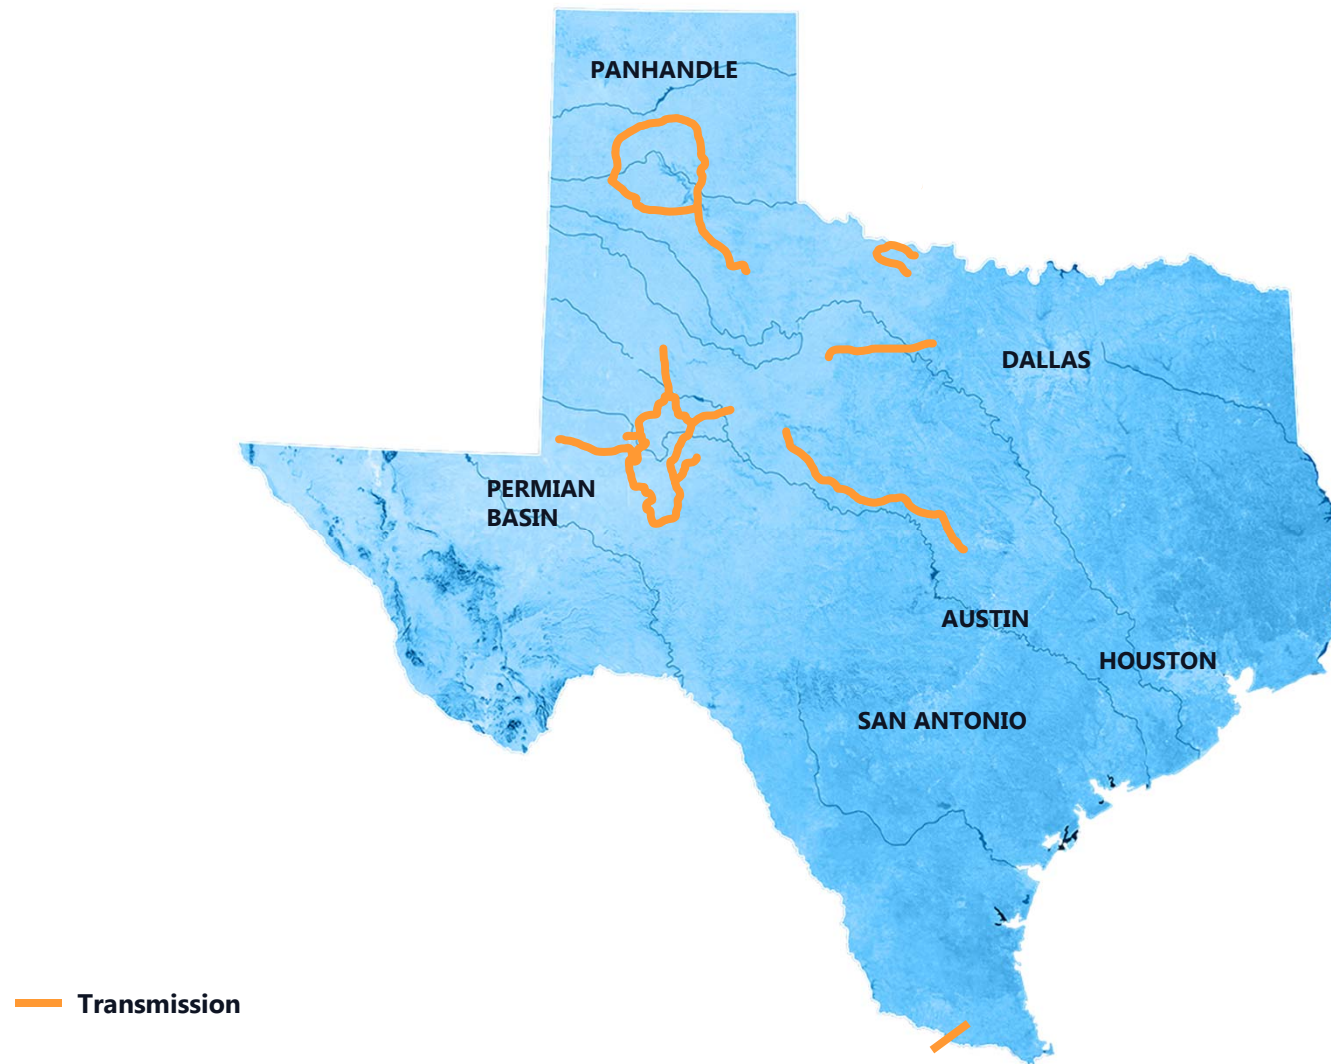 PANHANDLE
DALLAS
PERMIAN
BASIN
AUSTIN
HOUSTON
SAN ANTONIO
Transmission